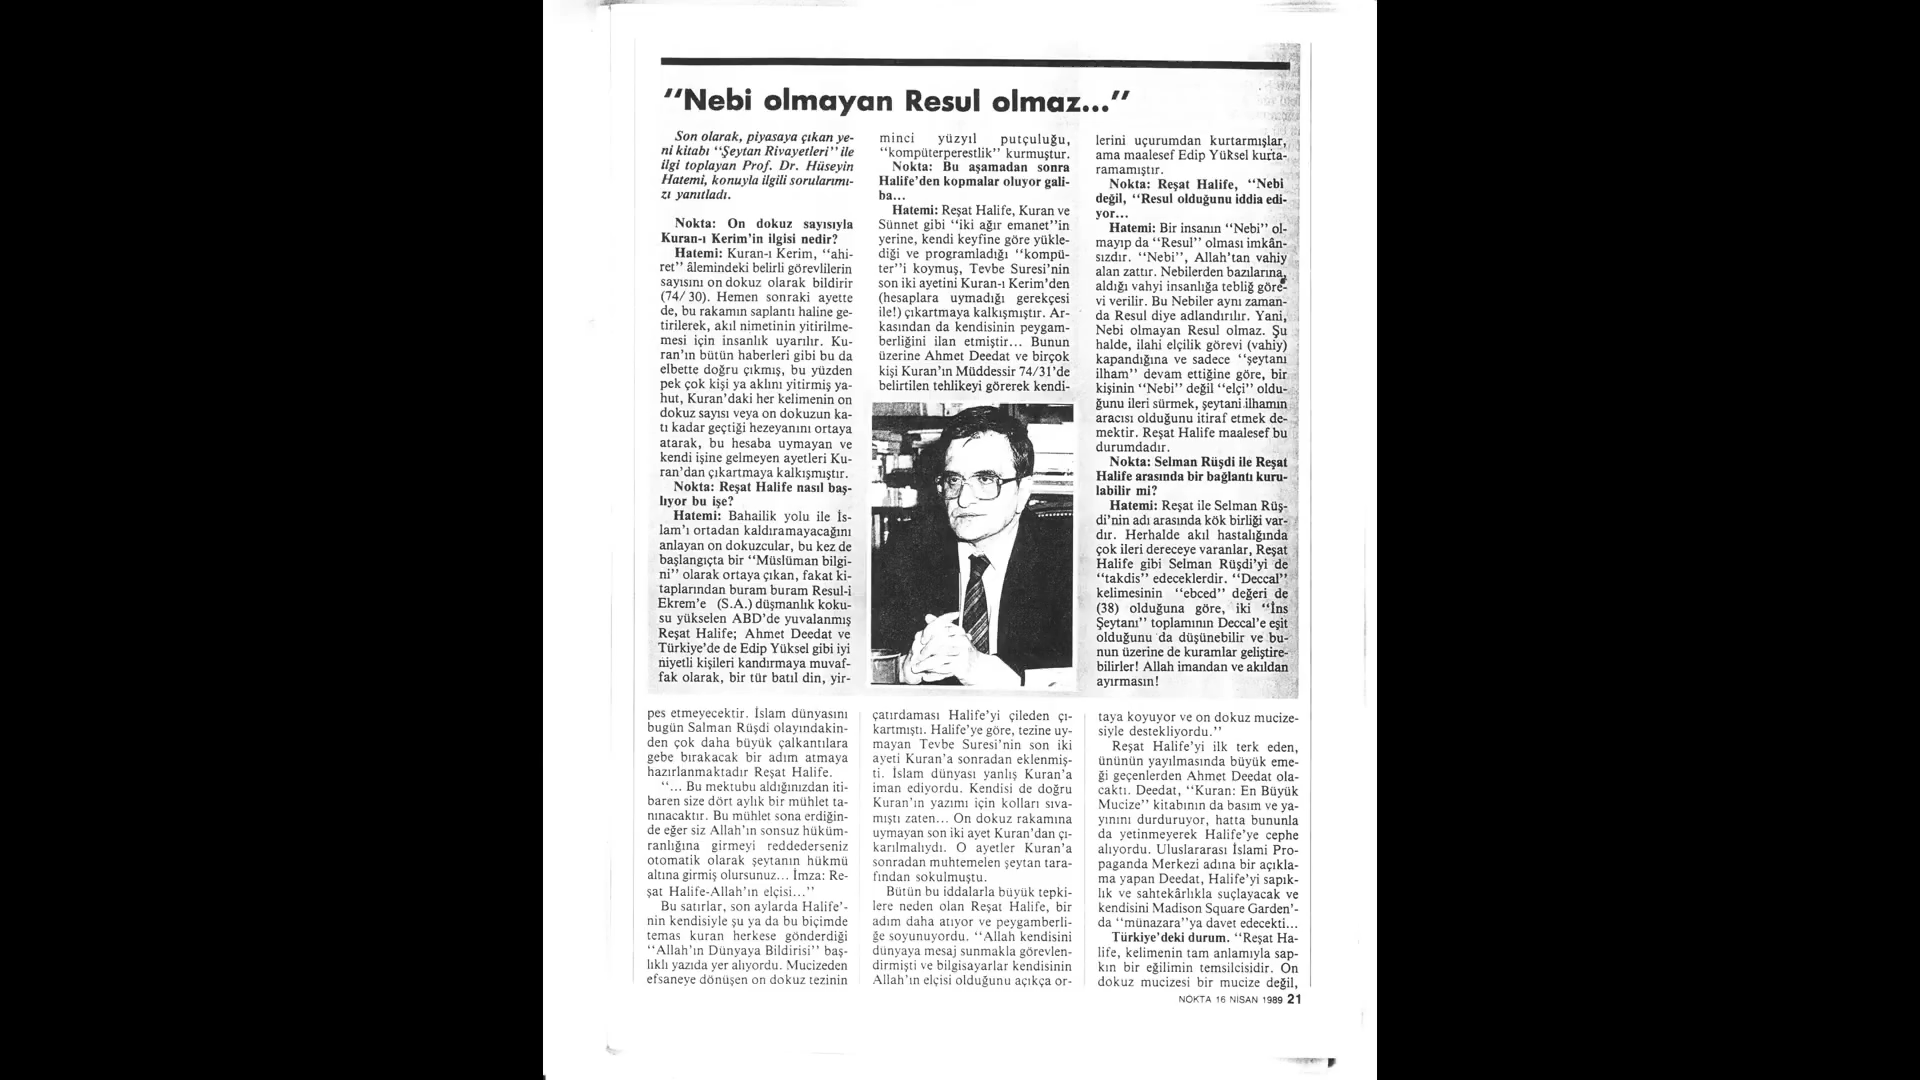 "Nebi olmayan Resul olmaz..."
Son olarak, piyasaya çıkan ye-
ni kitabı "Şeytan Rivayetleri" ile
ilgi toplayan Prof. Dr. Hüseyin
Hatemi, konuyla ilgili sorularımı-
zı yanıtladı.
Nokta: On dokuz sayısıyla
Kuran-ı Kerim'in ilgisi nedir?
Hatemi: Kuran-ı Kerim, "ahi-
ret" âlemindeki belirli görevlilerin
sayısını on dokuz olarak bildirir
(74/30). Hemen sonraki ayette
de, bu rakamın saplantı haline ge-
tirilerek, akıl nimetinin yitirilme-
mesi için insanlık uyarılır. Ku-
ran'ın bütün haberleri gibi bu da
elbette doğru çıkmış, bu yüzden
pek çok kişi ya aklını yitirmiş ya-
hut, Kuran'daki her kelimenin on
dokuz sayısı veya on dokuzun ka-
tı kadar geçtiği hezeyanını ortaya
atarak, bu hesaba uymayan ve
kendi işine gelmeyen ayetleri Ku-
ran'dan çıkartmaya kalkışmıştır.
Nokta: Reşat Halife nasıl baş-
lıyor bu işe?
Hatemi: Bahailik yolu ile İs-
lam'ı ortadan kaldıramayacağını
anlayan on dokuzcular, bu kez de
başlangıçta bir "Müslüman bilgi-
ni" olarak ortaya çıkan, fakat ki-
taplarından buram buram Resul-i
Ekrem'e (S.A.) düşmanlık koku-
su yükselen ABD'de yuvalanmış
Reşat Halife; Ahmet Deedat ve
Türkiye'de de Edip Yüksel gibi iyi
niyetli kişileri kandırmaya muvaf-
fak olarak, bir tür batıl din, yir-
minci yüzyıl putçuluğu,
"kompüterperestlik" kurmuştur.
Nokta: Bu aşamadan sonra
Halife'den kopmalar oluyor gali-
ba...
Hatemi: Reşat Halife, Kuran ve
Sünnet gibi "iki ağır emanet"in
yerine, kendi keyfine göre yükle-
diği ve programladığı "kompü-
ter"i koymuş, Tevbe Suresi'nin
son iki ayetini Kuran-ı Kerim'den
(hesaplara uymadığı gerekçesi
ile!) çıkartmaya kalkışmıştır. Ar-
kasından da kendisinin peygam-
berliğini ilan etmiştir... Bunun
üzerine Ahmet Deedat ve birçok
kişi Kuran'ın Müddessir 74/31'de
belirtilen tehlikeyi görerek kendi-
lerini uçurumdan kurtarmışlar,
ama maalesef Edip Yüksel kurta-
ramamıştır.
Nokta: Reşat Halife, "Nebi
değil, "Resul olduğunu iddia edi-
yor...
Hatemi: Bir insanın "Nebi" ol-
mayıp da "Resul" olması imkân-
sızdır. "Nebi", Allah'tan vahiy
alan zattır. Nebilerden bazılarına,
aldığı vahyi insanlığa tebliğ göre-
vi verilir. Bu Nebiler aynı zaman-
da Resul diye adlandırılır. Yani,
Nebi olmayan Resul olmaz. Şu
halde, ilahi elçilik görevi (vahiy)
kapandığına ve sadece "şeytani
ilham" devam ettiğine göre, bir
kişinin "Nebi" değil "elçi" oldu-
ğunu ileri sürmek, şeytani ilhamın
aracısı olduğunu itiraf etmek de-
mektir. Reşat Halife maalesef bu
durumdadır.
Nokta: Selman Rüşdi ile Reşat
Halife arasında bir bağlantı kuru-
labilir mi?
Hatemi: Reşat ile Selman Rüş-
di'nin adı arasında kök birliği var-
dır. Herhalde akıl hastalığında
çok ileri dereceye varanlar, Reşat
Halife gibi Selman Rüşdi'yi de
"takdis" edeceklerdir. "Deccal"
kelimesinin "ebced" değeri de
(38) olduğuna göre, iki "İns
Şeytanı" toplamının Deccal'e eşit
olduğunu da düşünebilir ve bu-
nun üzerine de kuramlar geliştire-
bilirler! Allah imandan ve akıldan
ayırmasın!
pes etmeyecektir. İslam dünyasını
bugün Salman Rüşdi olayındakin-
den çok daha büyük çalkantılara
gebe bırakacak bir adım atmaya
hazırlanmaktadır Reşat Halife.
"... Bu mektubu aldığınızdan iti-
baren size dört aylık bir mühlet ta-
nınacaktır. Bu mühlet sona erdiğin-
de eğer siz Allah'ın sonsuz hüküm-
ranlığına girmeyi reddederseniz
otomatik olarak şeytanın hükmü
altına girmiş olursunuz... İmza: Re-
şat Halife-Allah'ın elçisi..."
Bu satırlar, son aylarda Halife'-
nin kendisiyle şu ya da bu biçimde
temas kuran herkese gönderdiği
"Allah'ın Dünyaya Bildirisi" baş-
lıklı yazıda yer alıyordu. Mucizeden
efsaneye dönüşen on dokuz tezinin
çatırdaması Halife'yi çileden çı-
kartmıştı. Halife'ye göre, tezine uy-
mayan Tevbe Suresi'nin son iki
ayeti Kuran'a sonradan eklenmiş-
ti. İslam dünyası yanlış Kuran'a
iman ediyordu. Kendisi de doğru
Kuran'ın yazımı için kolları sıva-
mıştı zaten... On dokuz rakamına
uymayan son iki ayet Kuran'dan çı-
karılmalıydı. O ayetler Kuran'a
sonradan muhtemelen şeytan tara-
fından sokulmuştu.
Bütün bu iddalarla büyük tepki-
lere neden olan Reşat Halife, bir
adım daha atıyor ve peygamberli-
ğe soyunuyordu. "Allah kendisini
dünyaya mesaj sunmakla görevlen-
dirmişti ve bilgisayarlar kendisinin
Allah'ın elçisi olduğunu açıkça or-
taya koyuyor ve on dokuz mucize-
siyle destekliyordu."
Reşat Halife'yi ilk terk eden,
ününün yayılmasında büyük eme-
ği geçenlerden Ahmet Deedat ola-
caktı. Deedat, "Kuran: En Büyük
Mucize" kitabının da basım ve ya-
yınını durduruyor, hatta bununla
da yetinmeyerek Halife'ye cephe
alıyordu. Uluslararası İslami Pro-
paganda Merkezi adına bir açıkla-
ma yapan Deedat, Halife'yi sapık-
lık ve sahtekârlıkla suçlayacak ve
kendisini Madison Square Garden'-
da "münazara"ya davet edecekti...
Türkiye'deki durum. "Reşat Ha-
life, kelimenin tam anlamıyla sap-
kın bir eğilimin temsilcisidir. On
dokuz mucizesi bir mucize değil,
NOKTA 16 NİSAN 1989 21